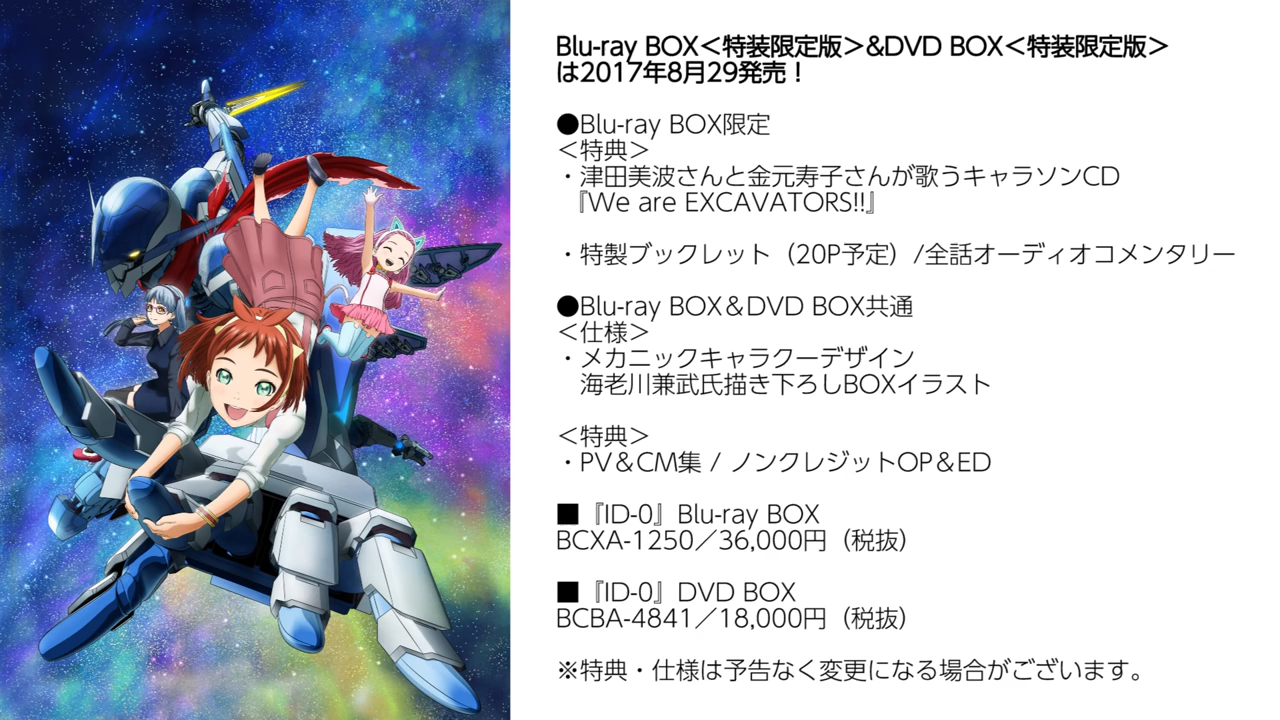 Blu-ray BOX＜特装限定版＞&DVD BOX＜特装限定版＞
は2017年8月29発売！
●Blu-ray BOX限定
＜特典＞
・津田美波さんと金元寿子さんが歌うキャラソンCD
『We are EXCAVATORS!!』
・特製ブックレット（20P予定）/全話オーディオコメンタリー
●Blu-ray BOX＆DVD BOX共通
＜仕様＞
・メカニックキャラクーデザイン
海老川兼武氏描き下ろしBOXイラスト
＜特典＞
・PV＆CM集 / ノンクレジットOP＆ED
■『ID-0』Blu-ray BOX
BCXA-1250／36,000円（税抜）
■『ID-0』DVD BOX
BCBA-4841／18,000円（税抜）
※特典・仕様は予告なく変更になる場合がございます。